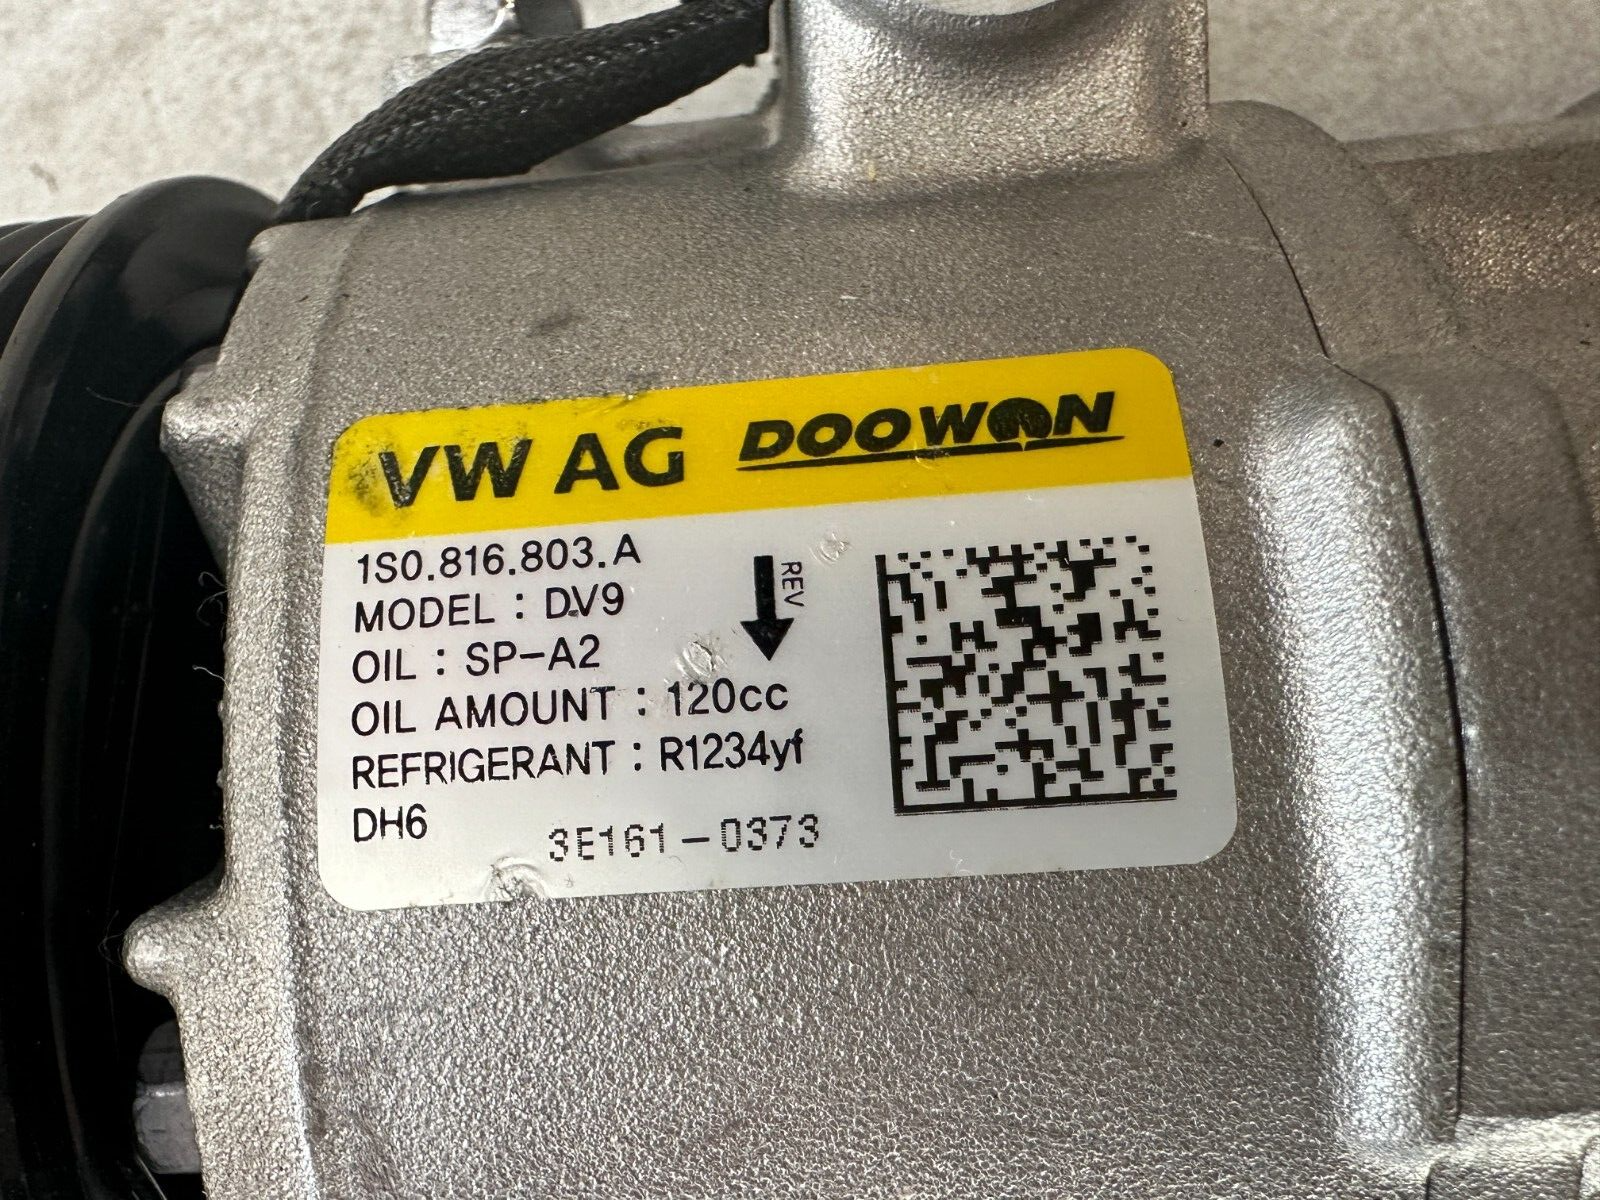 VW AG DOOWON
1S0.816.803.A
MODEL : DV9
REV
OIL : SP-A2
OIL AMOUNT : 120cc
REFRIGERANT : R1234yf
DH6
3E161-0373